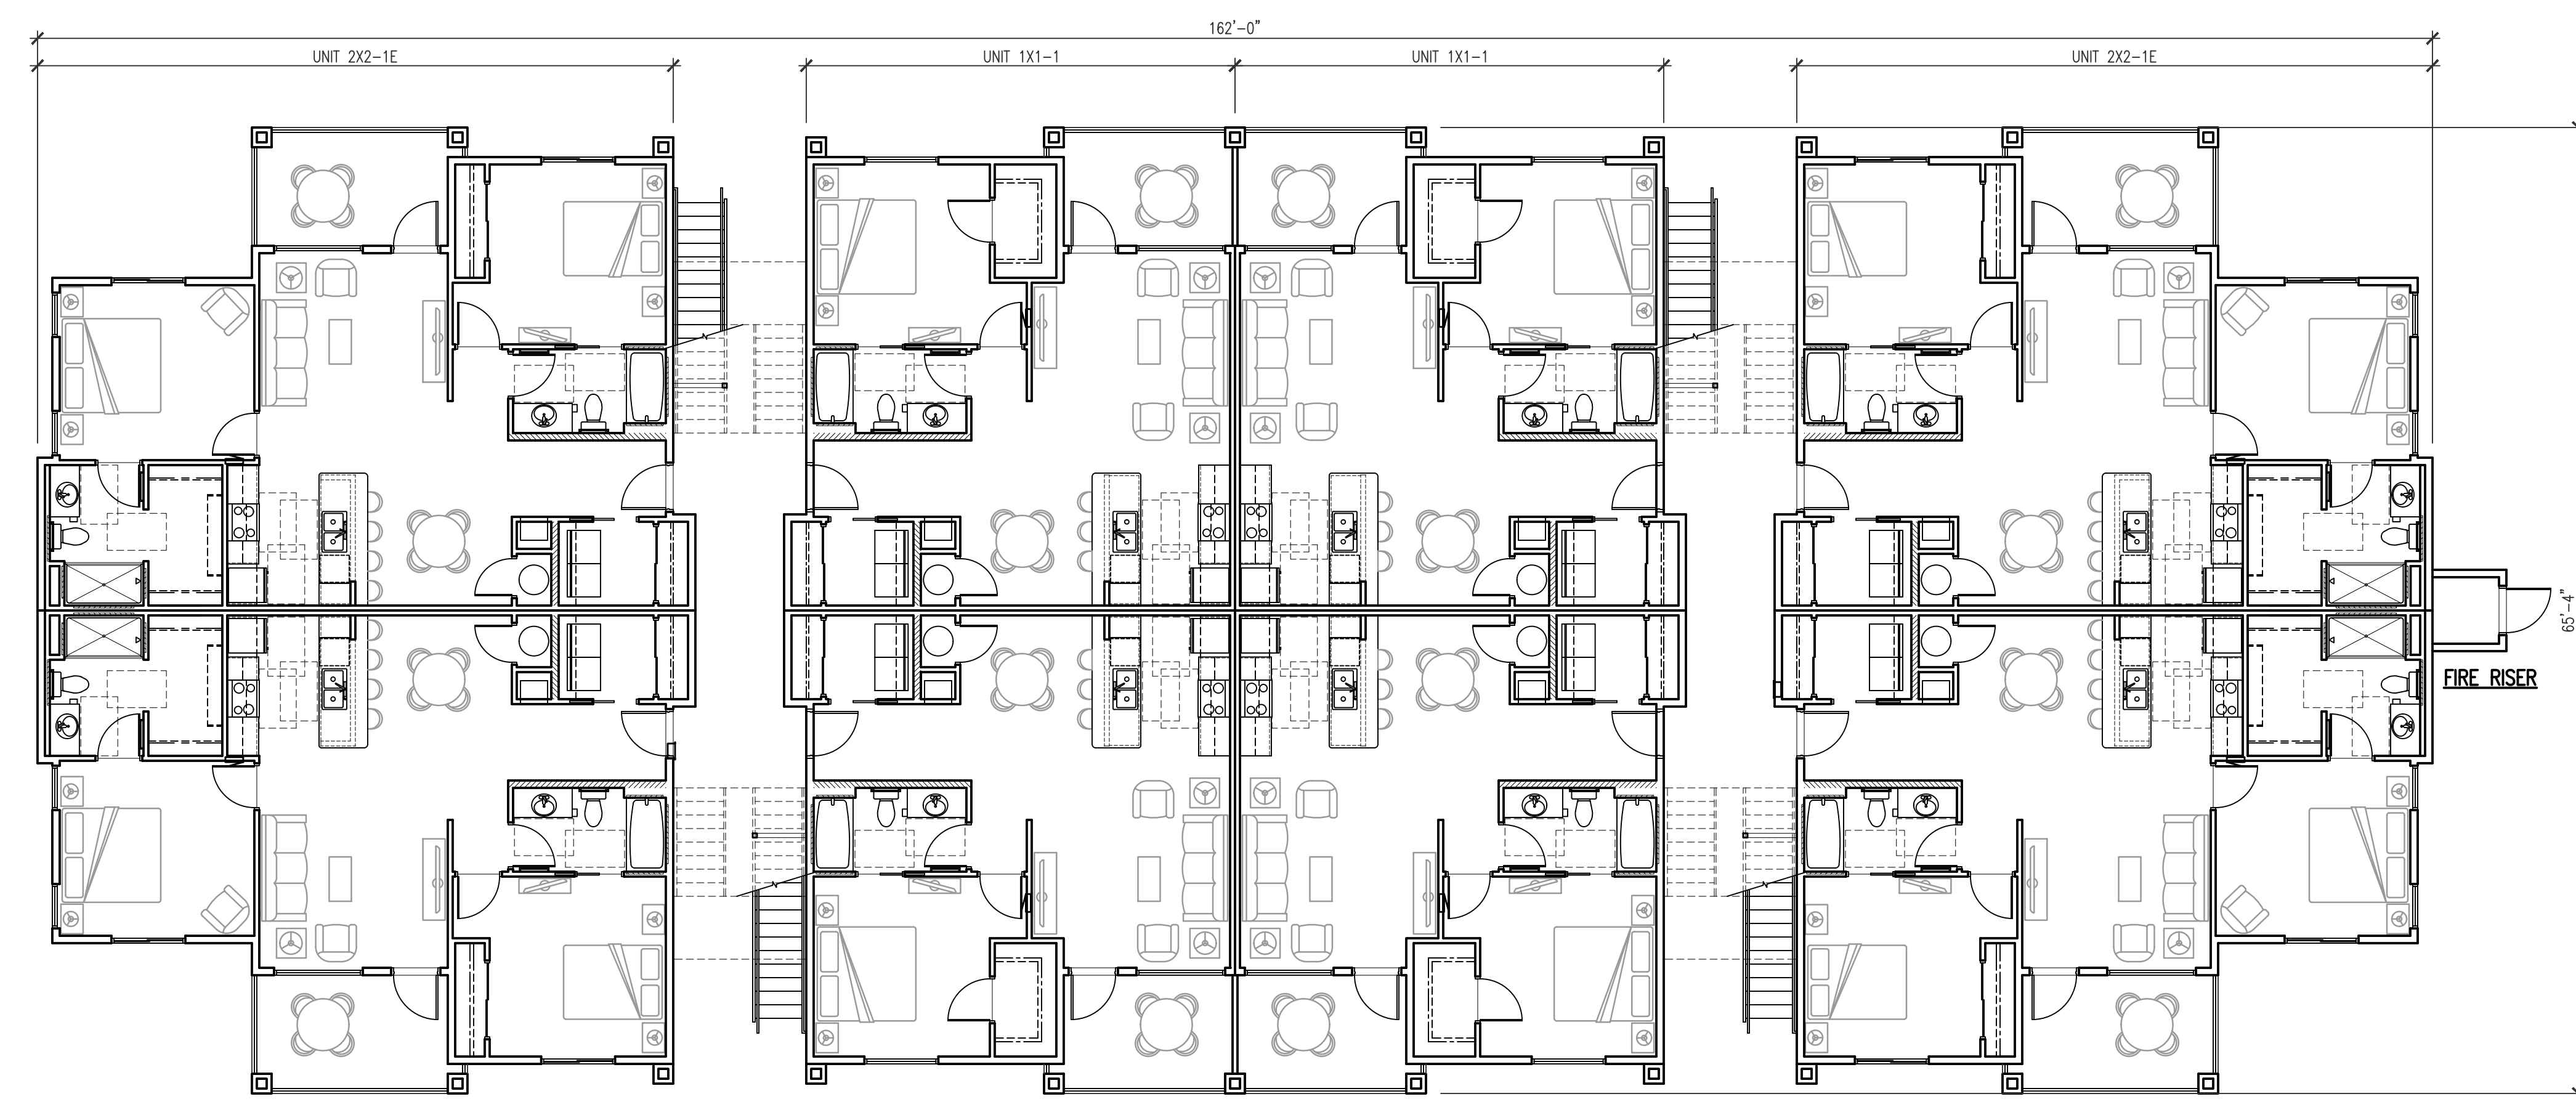 162'-0"
UNIT 2X2-1E
UNIT 1X1-1
UNIT 1X1-1
UNIT 2X2-1E
65'-4"
FIRE RISER